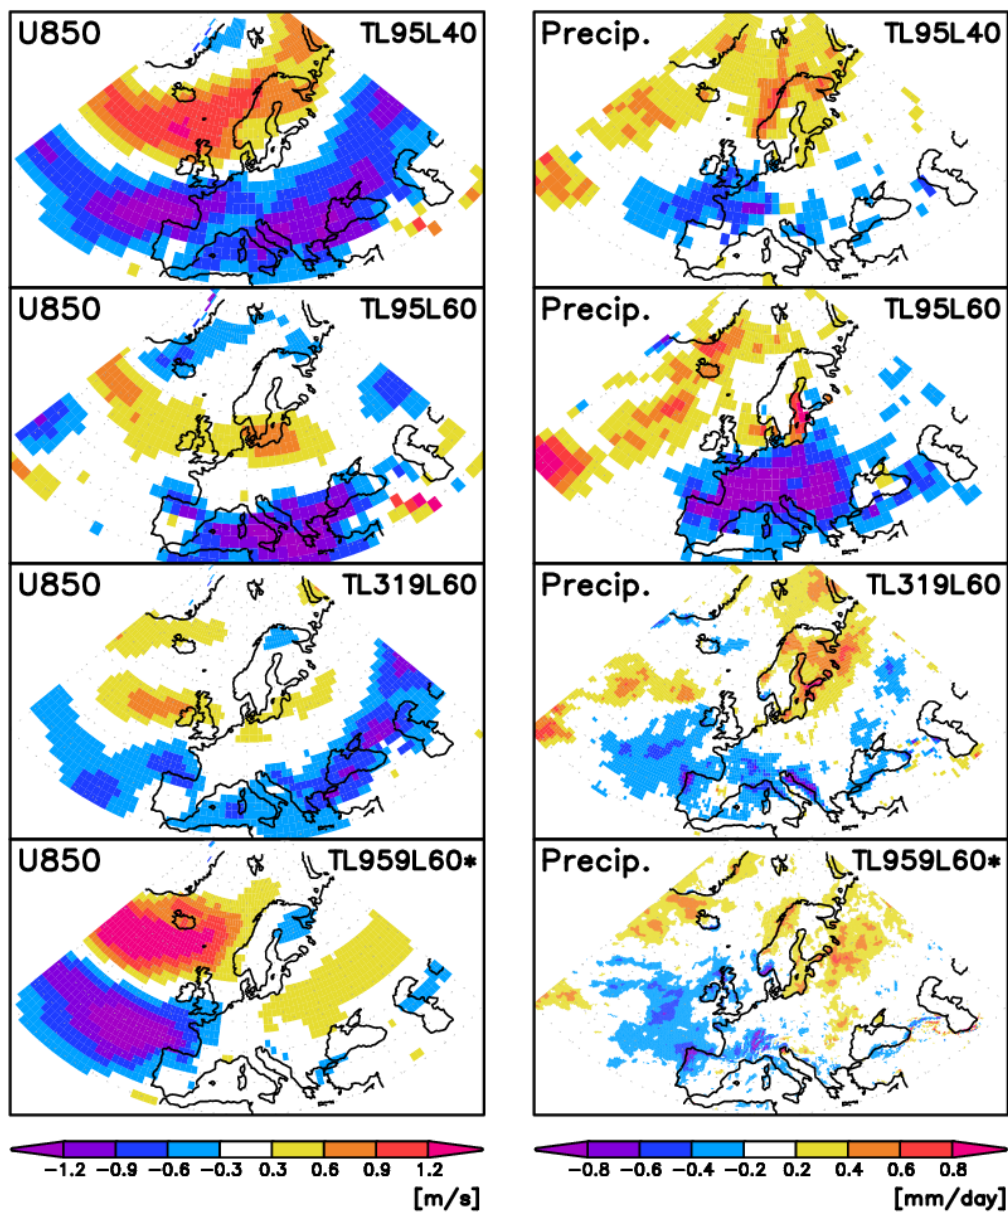 U850 TL95L40 Precip. TL95L40
U850 TL95L60 Precip. TL95L60
U850 TL319L60 Precip. TL319L60
U850 TL959L60* Precip. TL959L60*
-1.2 -0.9 -0.6 -0.3 0.3 0.6 0.9 1.2 -0.8 -0.6 -0.4 -0.2 0.2 0.4 0.6 0.8
[m/s] [mm/day]